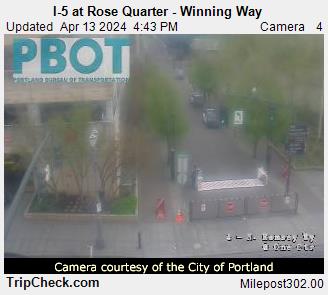 I-5 at Rose Quarter - Winning Way
Updated Apr 13 2024 4:43 PM Camera 4
PBOT
PORTLAND BUREAU OF TRANSPORTATION
Camera courtesy of the City of Portland
TripCheck.com Milepost302.00